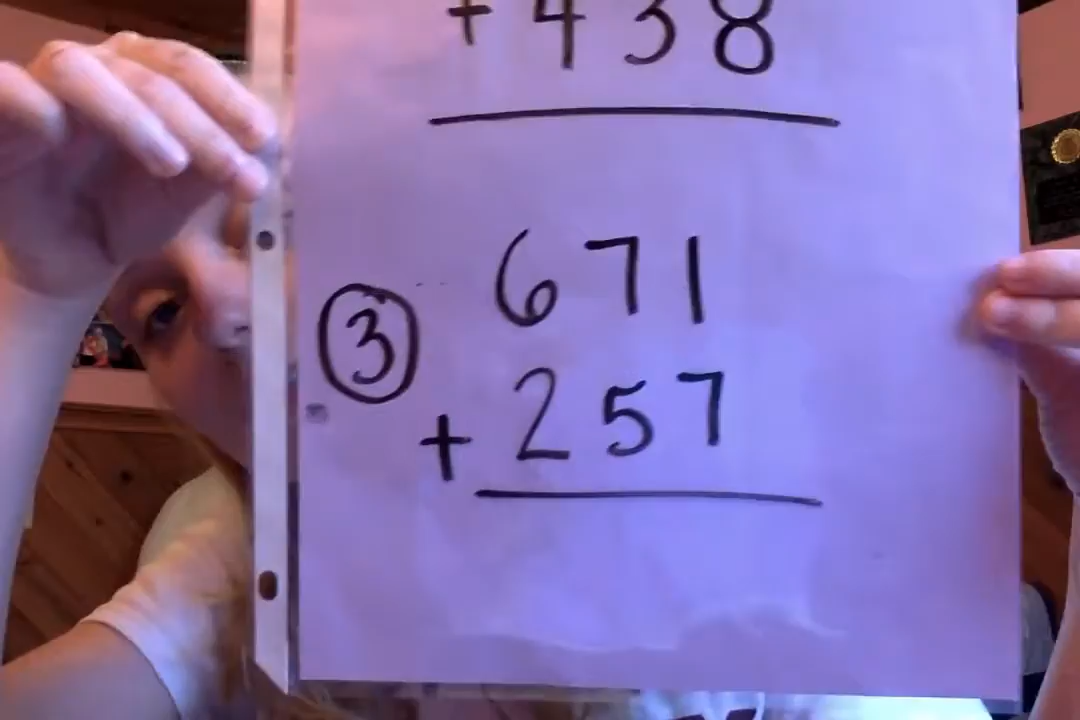 + 438
③ 671
+ 257